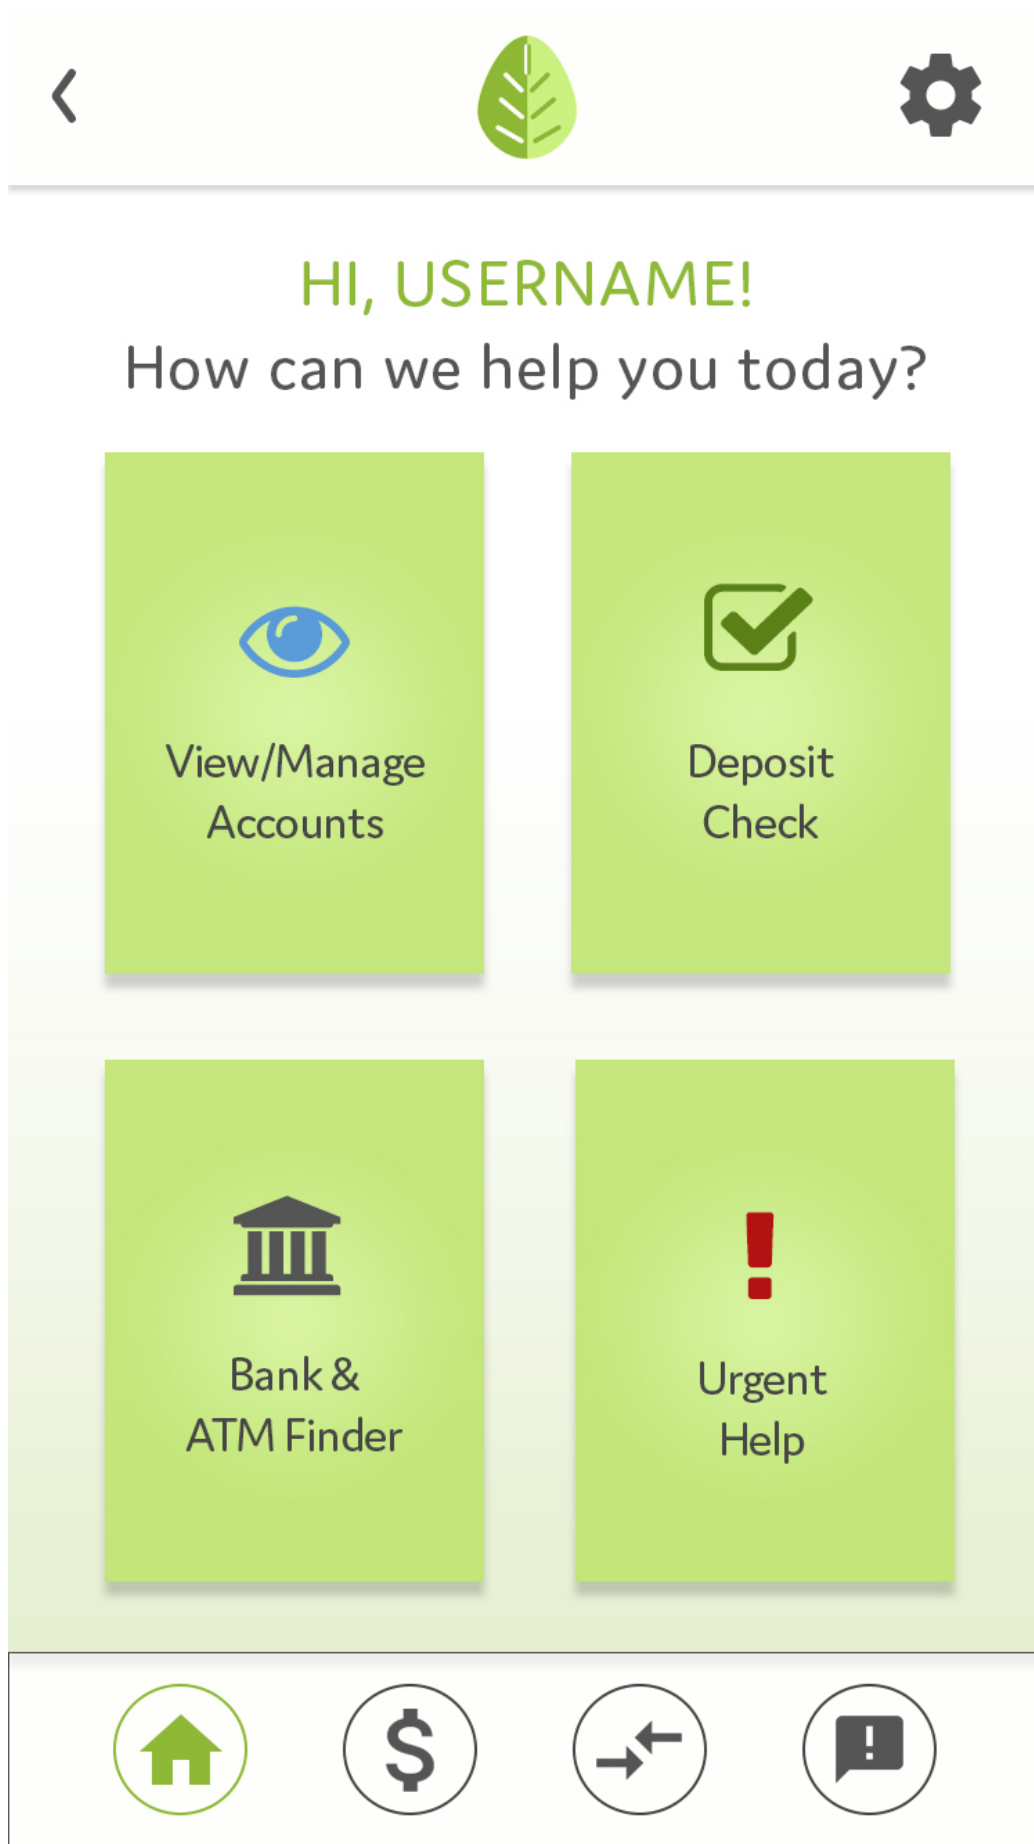 HI, USERNAME!
How can we help you today?
View/Manage
Accounts
Deposit
Check
Bank &
ATM Finder
Urgent
Help